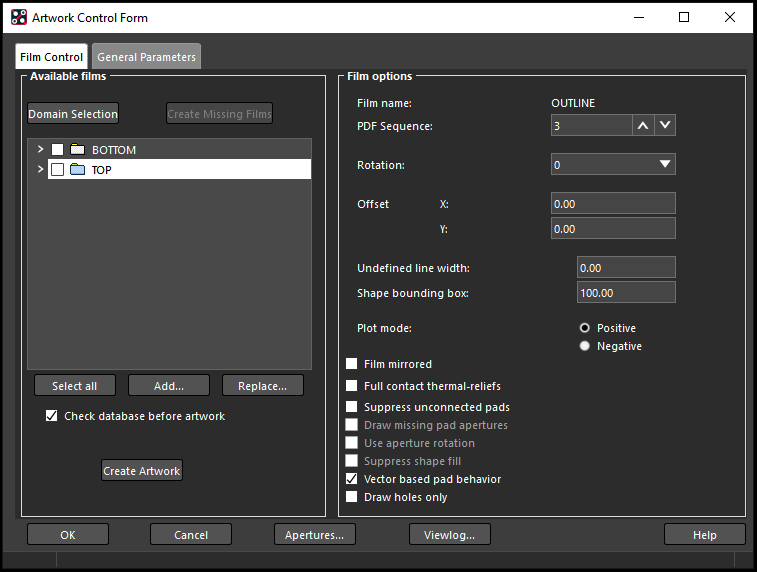 Artwork Control Form
Film Control
General Parameters
Available films
Domain Selection
Create Missing Films
BOTTOM
TOP
Select all
Add...
Replace...
Check database before artwork
Create Artwork
Film options
Film name: OUTLINE
PDF Sequence: 3
Rotation: 0
Offset X: 0.00
Y: 0.00
Undefined line width: 0.00
Shape bounding box: 100.00
Plot mode: Positive
Negative
Film mirrored
Full contact thermal-reliefs
Suppress unconnected pads
Draw missing pad apertures
Use aperture rotation
Suppress shape fill
Vector based pad behavior
Draw holes only
OK
Cancel
Apertures...
Viewlog...
Help